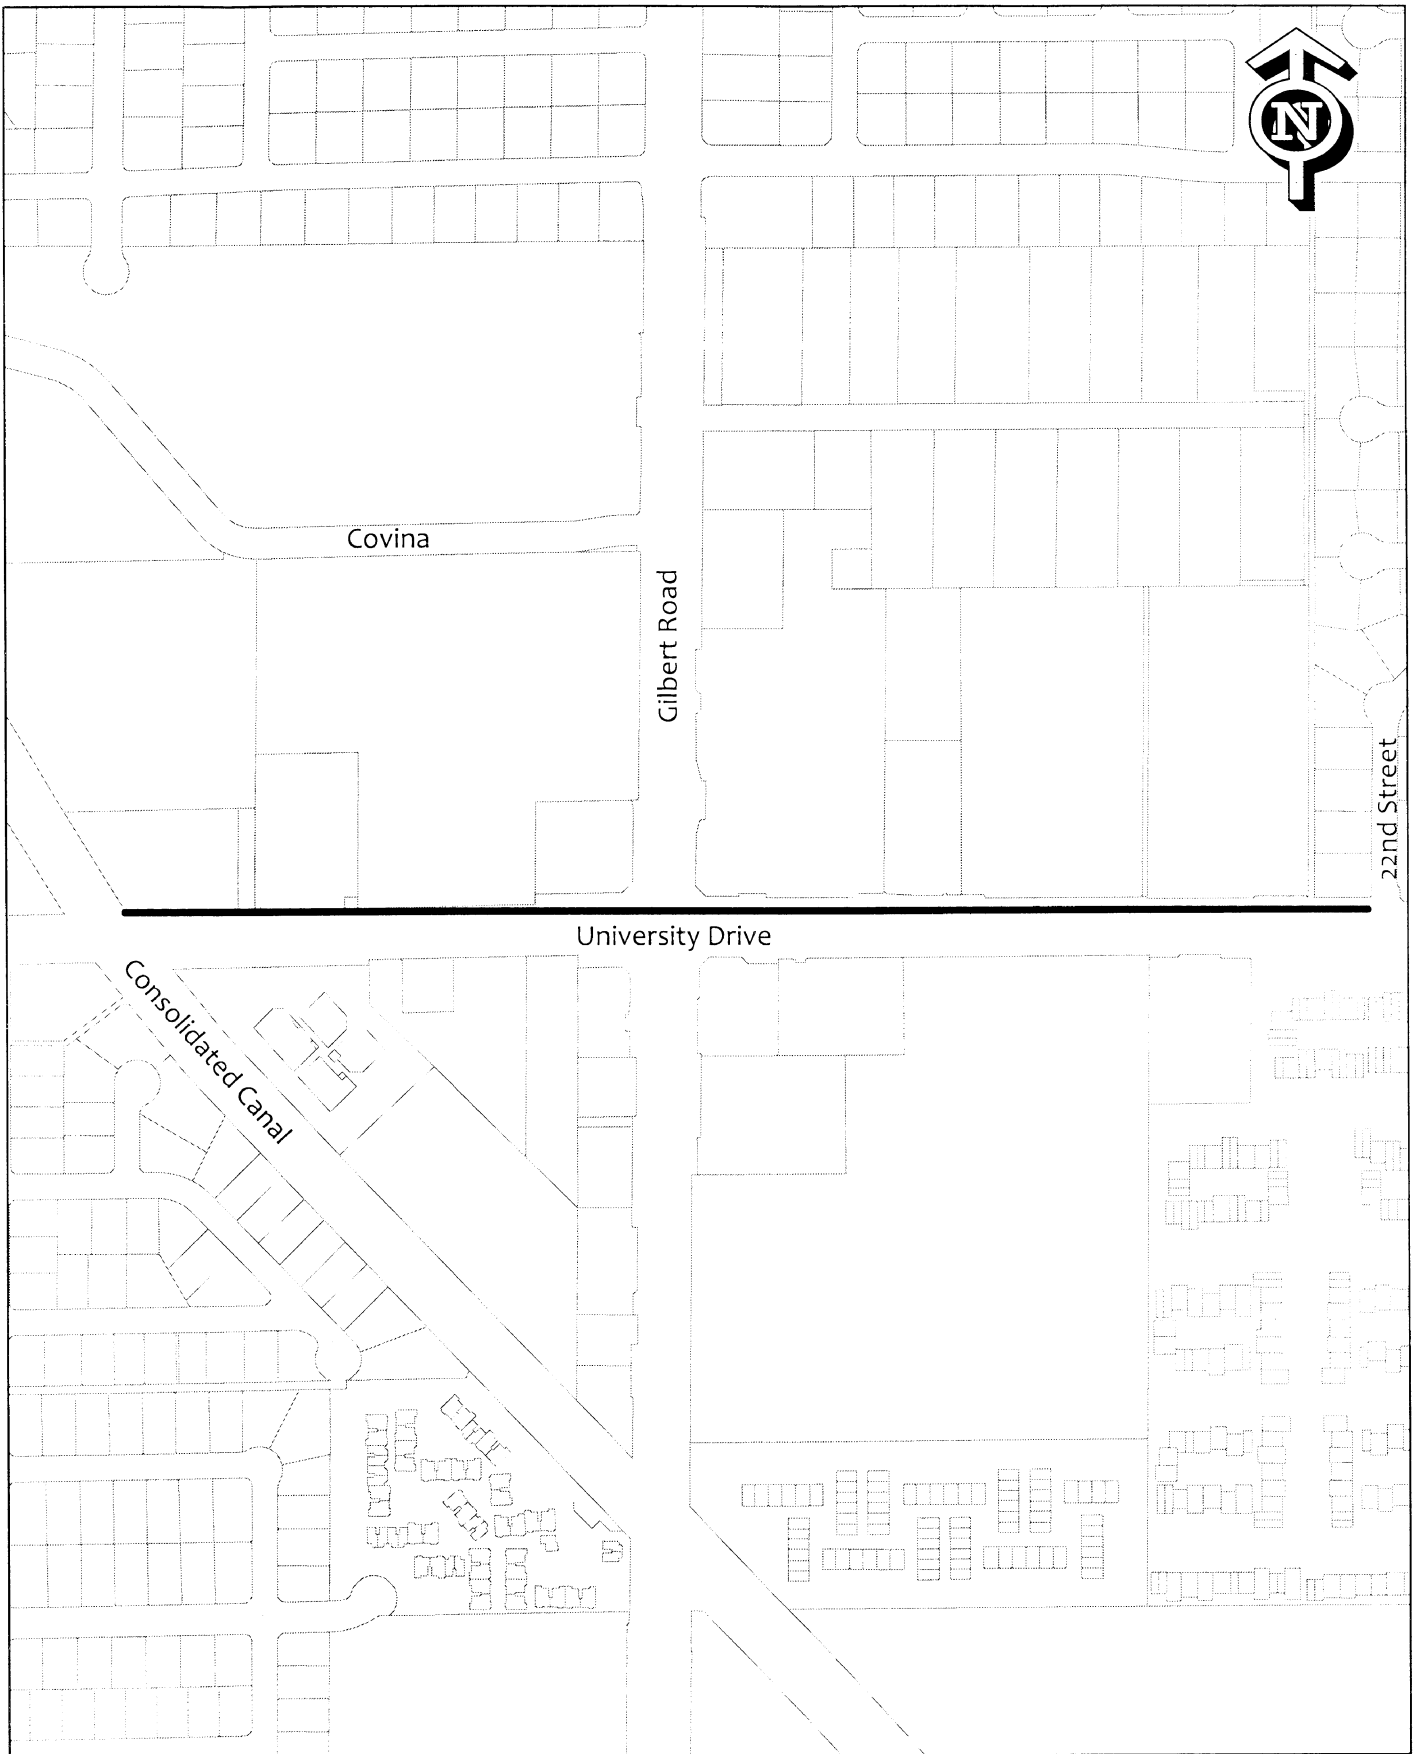 N
Covina
Gilbert Road
22nd Street
University Drive
Consolidated Canal